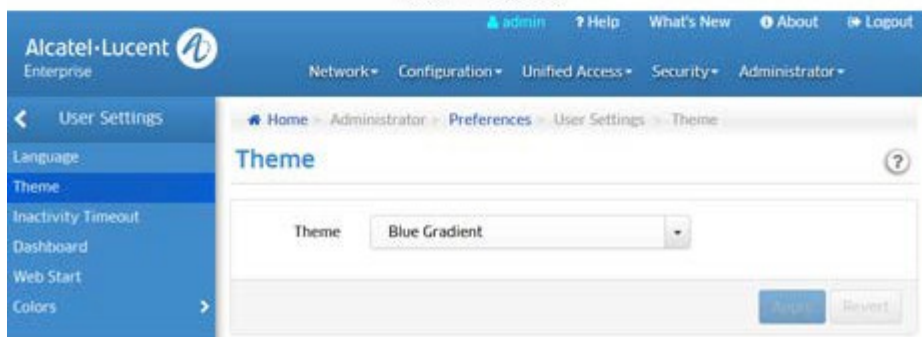 admin ? Help What's New About Logout
Alcatel·Lucent
Enterprise
Network Configuration Unified Access Security Administrator
User Settings
Home > Administrator > Preferences > User Settings > Theme
Language
Theme
Inactivity Timeout
Dashboard
Web Start
Colors
Theme
?
Theme Blue Gradient
Apply Revert